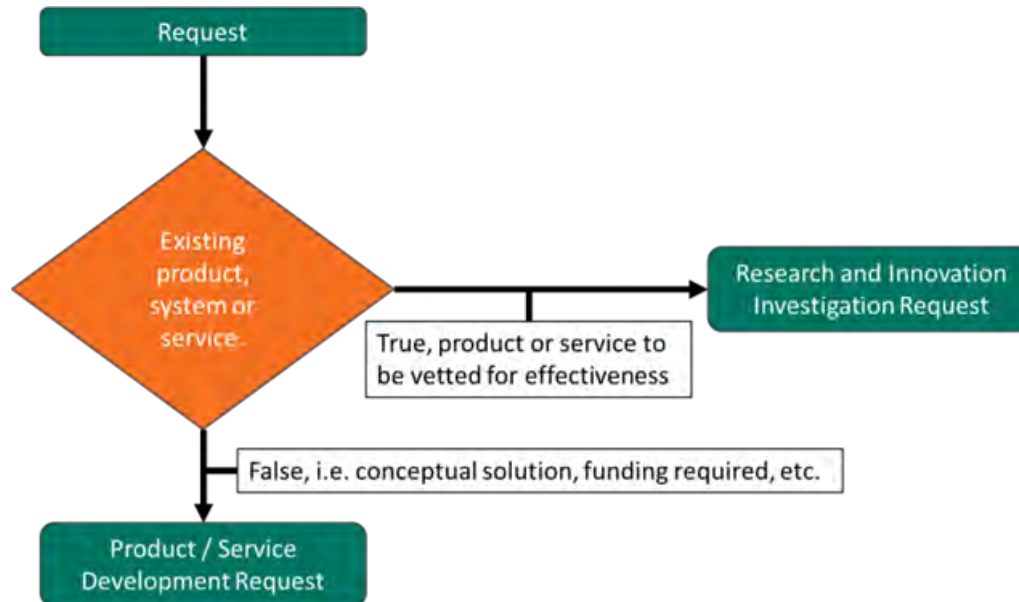 Request
Existing
product,
system or
service.
Research and Innovation
Investigation Request
True, product or service to
be vetted for effectiveness
False, i.e. conceptual solution, funding required, etc.
Product / Service
Development Request